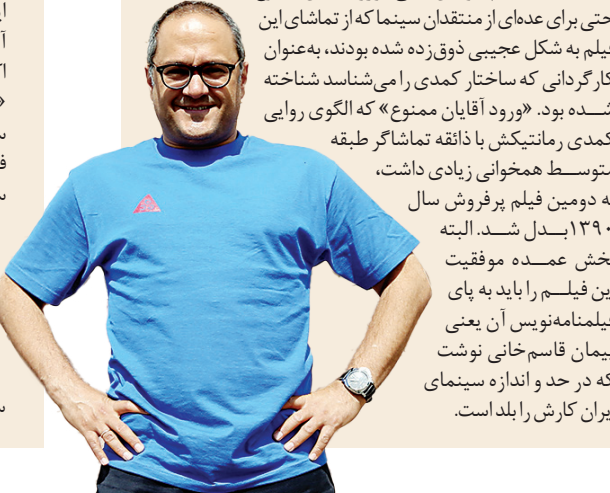 حتی برای عده‌ای از منتقدان سینما که از تماشای این
فیلم به شکل عجیبی ذوق‌زده شده بودند، به‌عنوان
کارگردانی که ساختار کمدی را می‌شناسد شناخته
شده بود. «ورود آقایان ممنوع» که الگوی روایی
کمدی رمانتیکش با ذائقه تماشاگر طبقه
متوسط همخوانی زیادی داشت،
به دومین فیلم پرفروش سال
۱۳۹۰بدل شد. البته
بخش عمده موفقیت
این فیلم را باید به پای
فیلمنامه‌نویس آن یعنی
پیمان قاسم‌خانی نوشت
که در حد و اندازه سینمای
ایران کارش را بلد است.